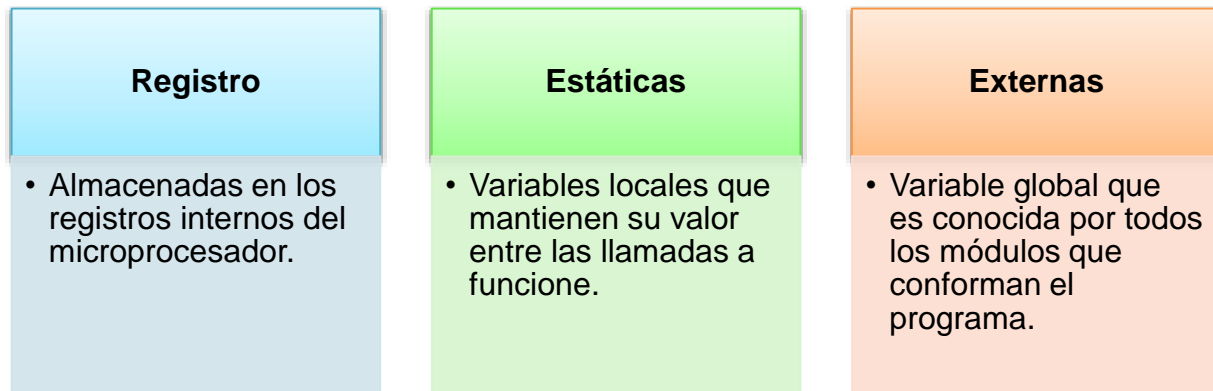 Registro
• Almacenadas en los
registros internos del
microprocesador.
Estáticas
• Variables locales que
mantienen su valor
entre las llamadas a
funcione.
Externas
• Variable global que
es conocida por todos
los módulos que
conforman el
programa.